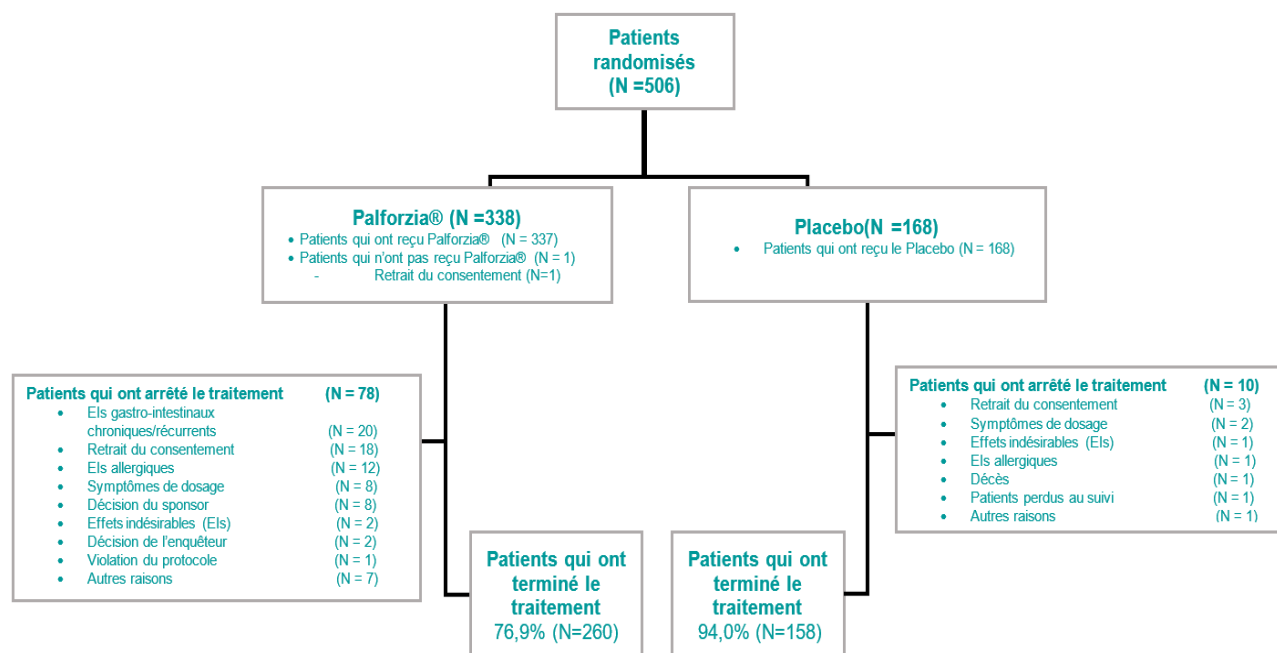 Patients
randomisés
(N =506)
Palforzia® (N =338)
• Patients qui ont reçu Palforzia® (N = 337)
• Patients qui n'ont pas reçu Palforzia® (N = 1)
- Retrait du consentement (N=1)
Placebo(N =168)
• Patients qui ont reçu le Placebo (N = 168)
Patients qui ont arrêté le traitement (N = 78)
• EIs gastro-intestinaux
chroniques/récurrents (N = 20)
• Retrait du consentement (N = 18)
• EIs allergiques (N = 12)
• Symptômes de dosage (N = 8)
• Décision du sponsor (N = 8)
• Effets indésirables (EIs) (N = 2)
• Décision de l'enquêteur (N = 2)
• Violation du protocole (N = 1)
• Autres raisons (N = 7)
Patients qui ont arrêté le traitement (N = 10)
• Retrait du consentement (N = 3)
• Symptômes de dosage (N = 2)
• Effets indésirables (EIs) (N = 1)
• EIs allergiques (N = 1)
• Décès (N = 1)
• Patients perdus au suivi (N = 1)
• Autres raisons (N = 1)
Patients qui ont
terminé le
traitement
76,9% (N=260)
Patients qui ont
terminé le
traitement
94,0% (N=158)